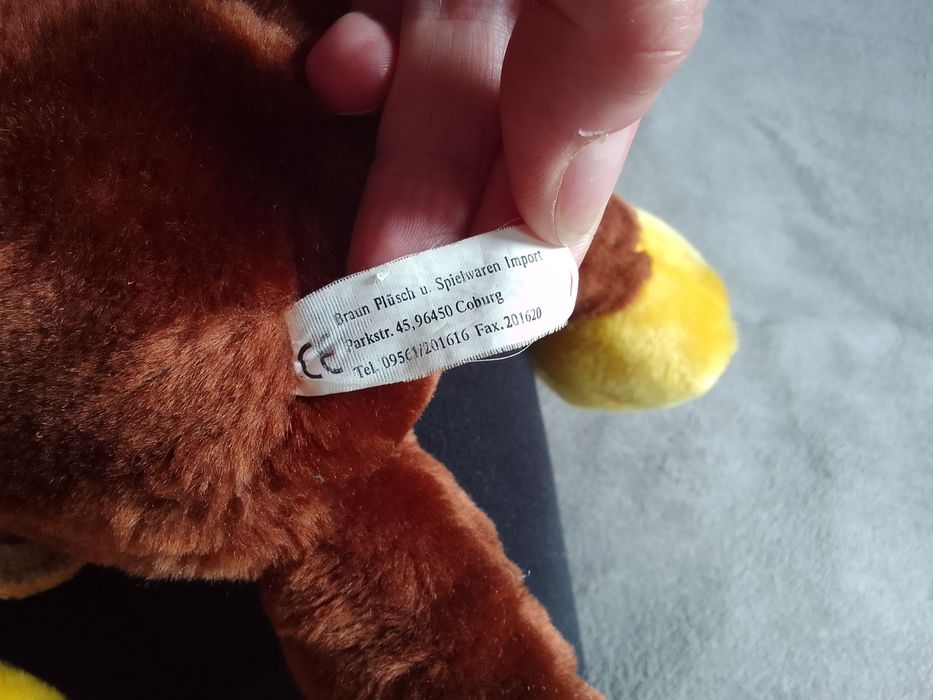 Braun Plüsch u. Spielwaren Import
Parkstr. 45,96450 Coburg
CE Tel. 09561/201616 Fax.201620